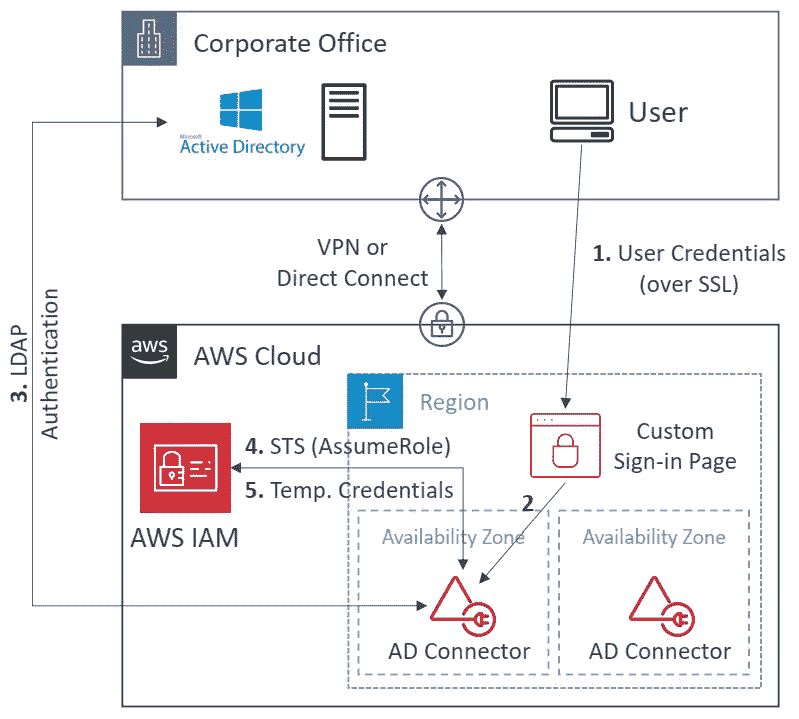 Corporate Office
Microsoft
Active Directory
User
VPN or
Direct Connect
1. User Credentials
(over SSL)
3. LDAP
Authentication
aws
AWS Cloud
Region
Custom
Sign-in Page
4. STS (AssumeRole)
5. Temp. Credentials
AWS IAM
2
Availability Zone
Availability Zone
AD Connector
AD Connector